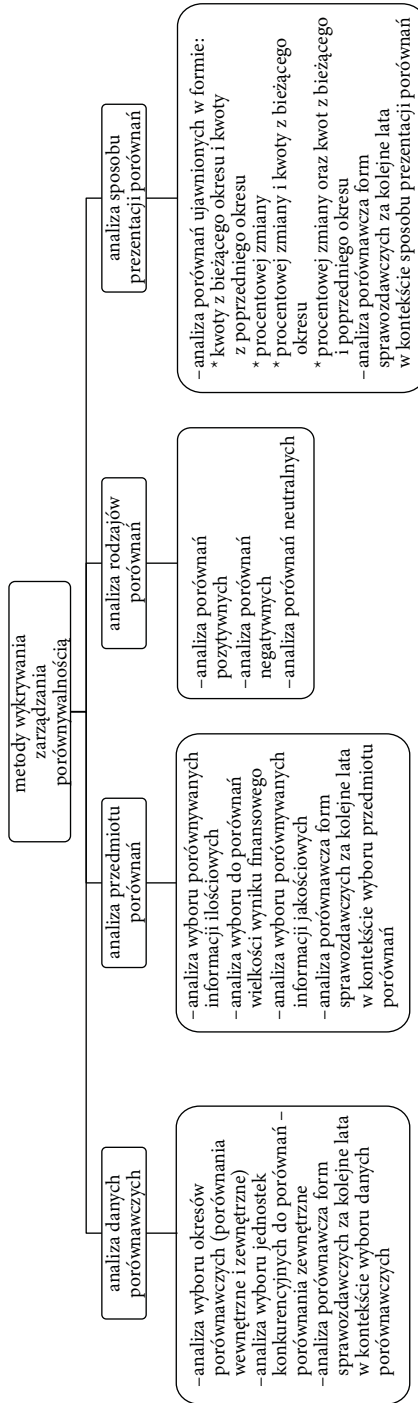 metody wykrywania
zarządzania
porównywalnością
analiza danych
porównawczych
analiza przedmiotu
porównań
analiza rodzajów
porównań
analiza sposobu
prezentacji porównań
– analiza wyboru okresów
porównawczych (porównania
wewnętrzne i zewnętrzne)
– analiza wyboru jednostek
konkurencyjnych do porównań –
porównania zewnętrzne
– analiza porównawcza form
sprawozdawczych za kolejne lata
w kontekście wyboru danych
porównawczych
– analiza wyboru porównywanych
informacji ilościowych
– analiza wyboru do porównań
wielkości wyniku finansowego
– analiza wyboru porównywanych
informacji jakościowych
– analiza porównawcza form
sprawozdawczych za kolejne lata
w kontekście wyboru przedmiotu
porównań
– analiza porównań
pozytywnych
– analiza porównań
negatywnych
– analiza porównań neutralnych
– analiza porównań ujawnionych w formie:
* kwoty z bieżącego okresu i kwoty
z poprzedniego okresu
* procentowej zmiany
* procentowej zmiany i kwoty z bieżącego
okresu
* procentowej zmiany oraz kwot z bieżącego
i poprzedniego okresu
– analiza porównawcza form
sprawozdawczych za kolejne lata
w kontekście sposobu prezentacji porównań